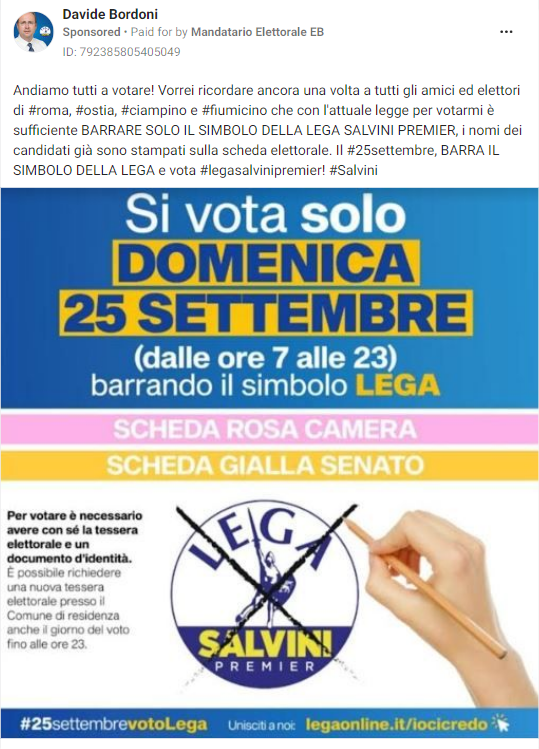 Davide Bordoni
Sponsored • Paid for by Mandatario Elettorale EB
ID: 792385805405049
Andiamo tutti a votare! Vorrei ricordare ancora una volta a tutti gli amici ed elettori
di #roma, #ostia, #ciampino e #fiumicino che con l'attuale legge per votarmi è
sufficiente BARRARE SOLO IL SIMBOLO DELLA LEGA SALVINI PREMIER, i nomi dei
candidati già sono stampati sulla scheda elettorale. Il #25settembre, BARRA IL
SIMBOLO DELLA LEGA e vota #legasalvinipremier! #Salvini
Si vota solo
DOMENICA
25 SETTEMBRE
(dalle ore 7 alle 23)
barrando il simbolo LEGA
SCHEDA ROSA CAMERA
SCHEDA GIALLA SENATO
Per votare è necessario
avere con sé la tessera
elettorale e un
documento d'identità.
È possibile richiedere
una nuova tessera
elettorale presso il
Comune di residenza
anche il giorno del voto
fino alle ore 23.
LEGA
SALVINI
PREMIER
#25settembrevotoLega Unisciti a noi: legaonline.it/iocicredo